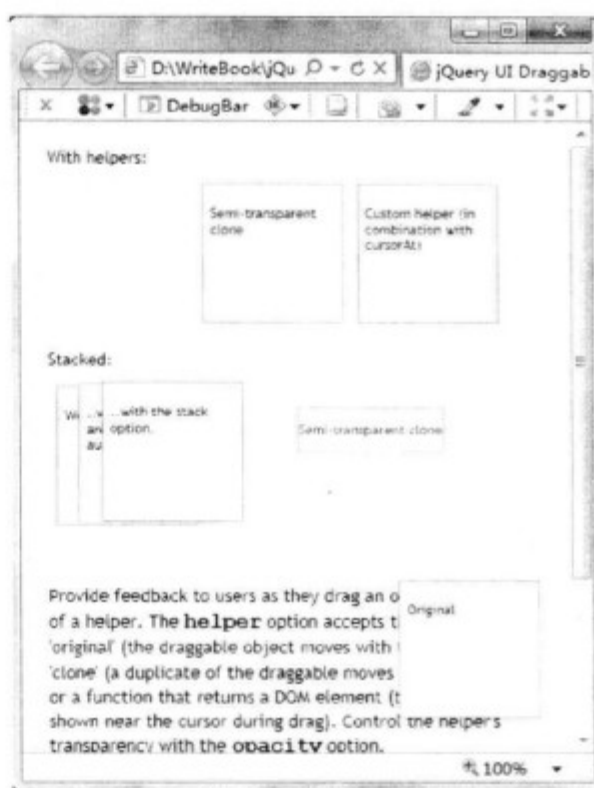 D:\WriteBook\jQu
jQuery UI Draggab
DebugBar
With helpers:
Semi-transparent
clone
Custom helper (in
combination with
cursorAt)
Stacked:
We
...v
an
au
...with the stack
option.
Semi-transparent clone
Original
Provide feedback to users as they drag an o
of a helper. The helper option accepts t
'original' (the draggable object moves with
'clone' (a duplicate of the draggable moves
or a function that returns a DOM element (t
shown near the cursor during drag). Control the helper's
transparency with the opacity option.
100%